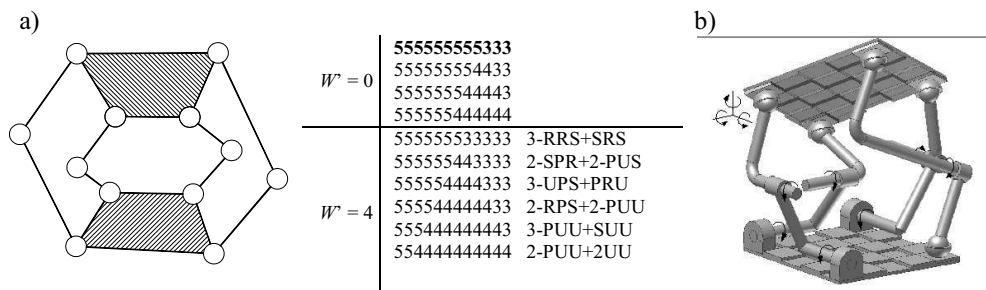 a)
W' = 0
555555555333
555555554433
555555544443
555555444444
W' = 4
555555533333 3-RRS+SRS
555555443333 2-SPR+2-PUS
555554444333 3-UPS+PRU
555544444433 2-RPS+2-PUU
555444444443 3-PUU+SUU
554444444444 2-PUU+2UU
b)